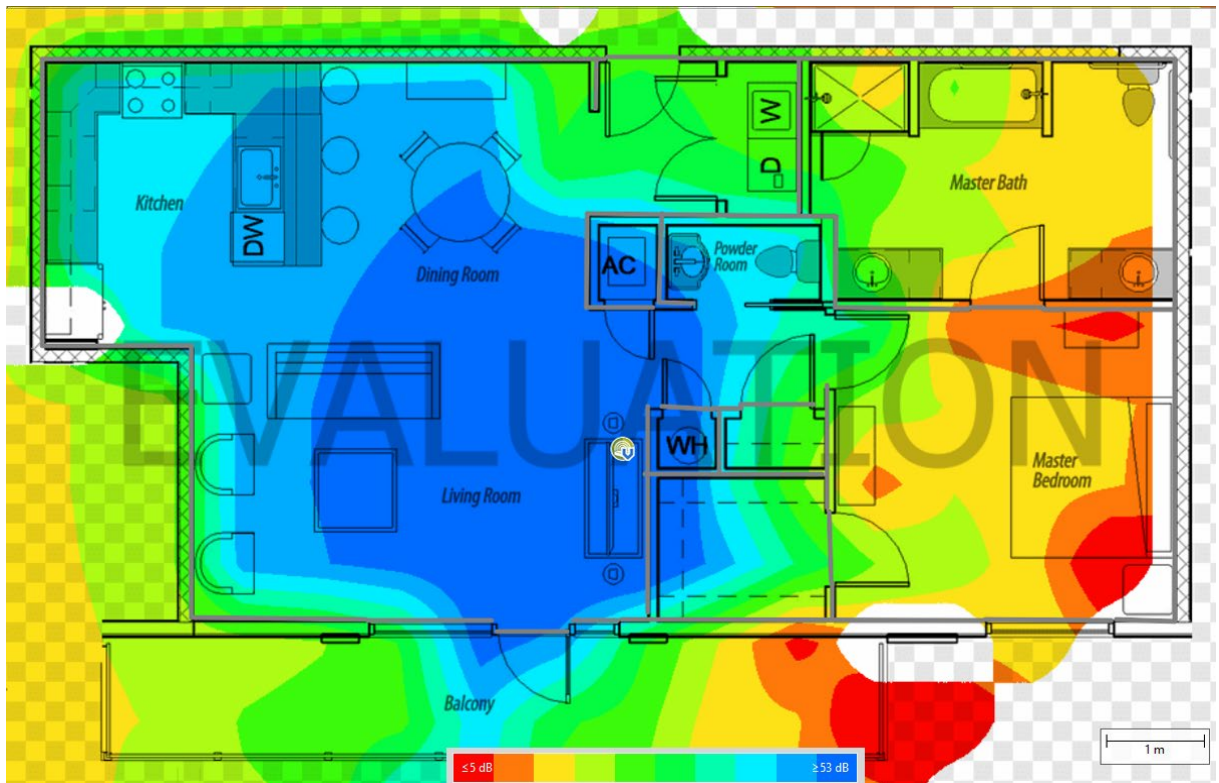 W
D
Master Bath
Kitchen
DW
Dining Room
AC
Powder
Room
EVALUATION
WH
Master
Bedroom
Living Room
Balcony
1 m
≤5 dB
≥53 dB